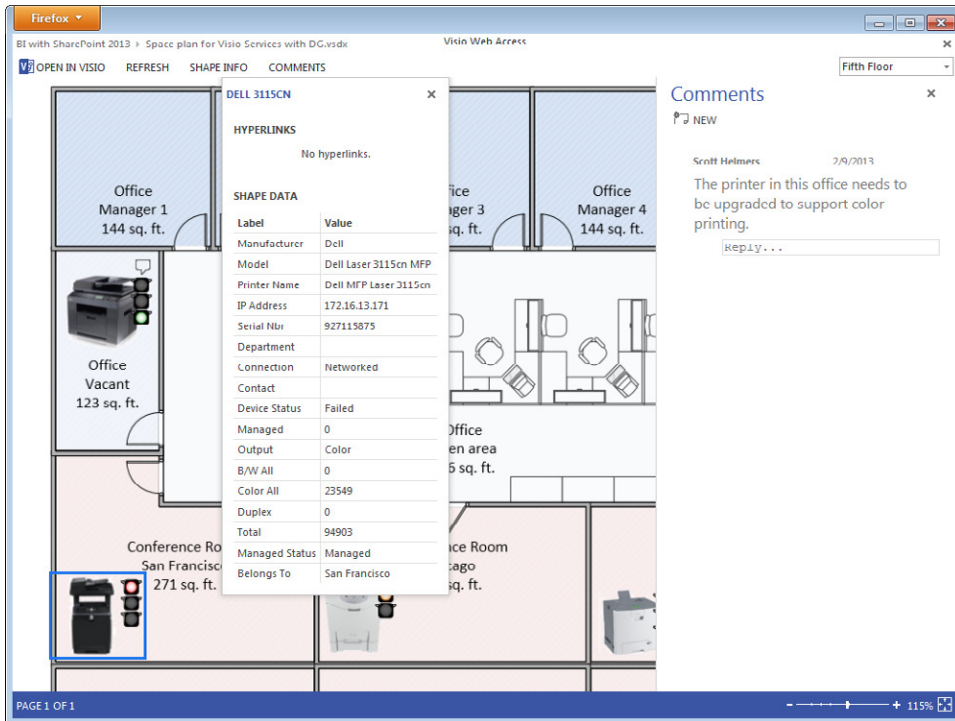 Firefox
BI with SharePoint 2013 › Space plan for Visio Services with DG.vsdx
Visio Web Access
OPEN IN VISIO REFRESH SHAPE INFO COMMENTS
Fifth Floor
DELL 3115CN
HYPERLINKS
No hyperlinks.
SHAPE DATA
Label Value
Manufacturer Dell
Model Dell Laser 3115cn MFP
Printer Name Dell MFP Laser 3115cn
IP Address 172.16.13.171
Serial Nbr 927115875
Department
Connection Networked
Contact
Device Status Failed
Managed 0
Output Color
B/W All 0
Color All 23549
Duplex 0
Total 94903
Managed Status Managed
Belongs To San Francisco
Office
Manager 1
144 sq. ft.
ice
ager 3
sq. ft.
Office
Manager 4
144 sq. ft.
Office
Vacant
123 sq. ft.
Office
en area
6 sq. ft.
Conference Ro
San Francisc
271 sq. ft.
nce Room
cago
sq. ft.
Comments
NEW
Scott Helmers 2/9/2013
The printer in this office needs to
be upgraded to support color
printing.
Reply...
PAGE 1 OF 1
115%